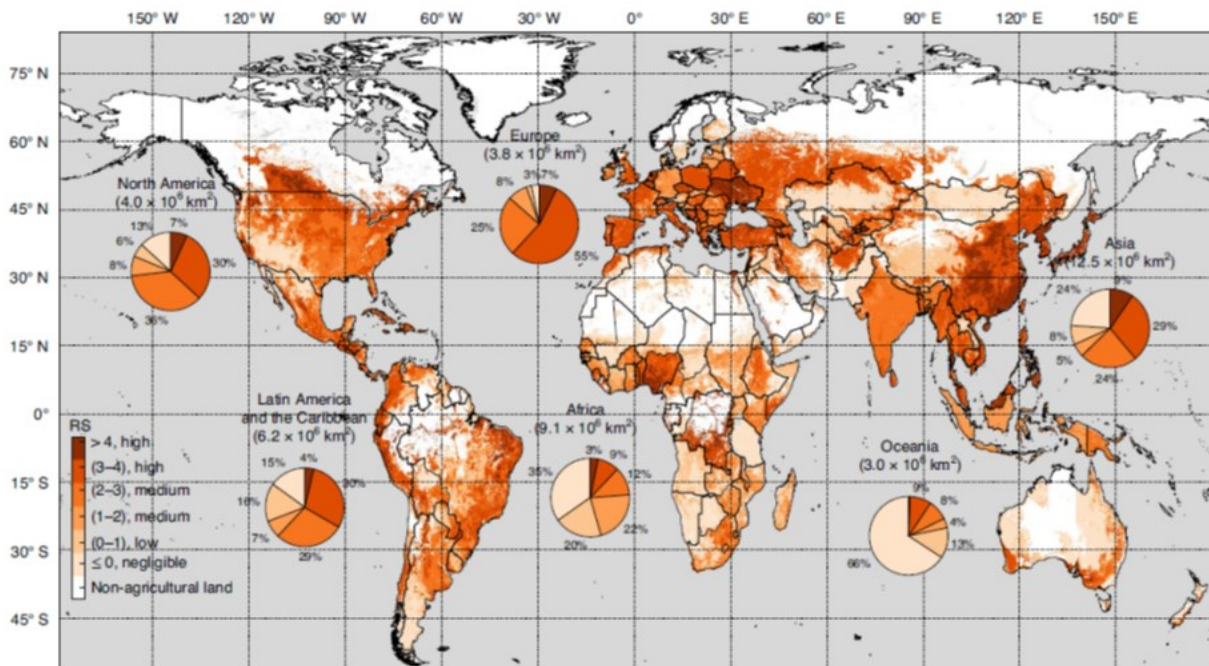 150° W 120° W 90° W 60° W 30° W 0° 30° E 60° E 90° E 120° E 150° E
75° N
60° N
45° N
30° N
15° N
0°
15° S
30° S
45° S
North America
(4.0 × 10⁶ km²)
13%
7%
6%
30%
8%
36%
Europe
(3.8 × 10⁶ km²)
3%
7%
8%
25%
55%
Asia
(12.5 × 10⁶ km²)
9%
24%
29%
8%
5%
24%
Latin America
and the Caribbean
(6.2 × 10⁶ km²)
4%
15%
30%
16%
7%
29%
Africa
(9.1 × 10⁶ km²)
3%
9%
35%
12%
22%
20%
Oceania
(3.0 × 10⁶ km²)
9%
8%
4%
13%
66%
RS
> 4, high
(3–4), high
(2–3), medium
(1–2), medium
(0–1), low
≤ 0, negligible
Non-agricultural land